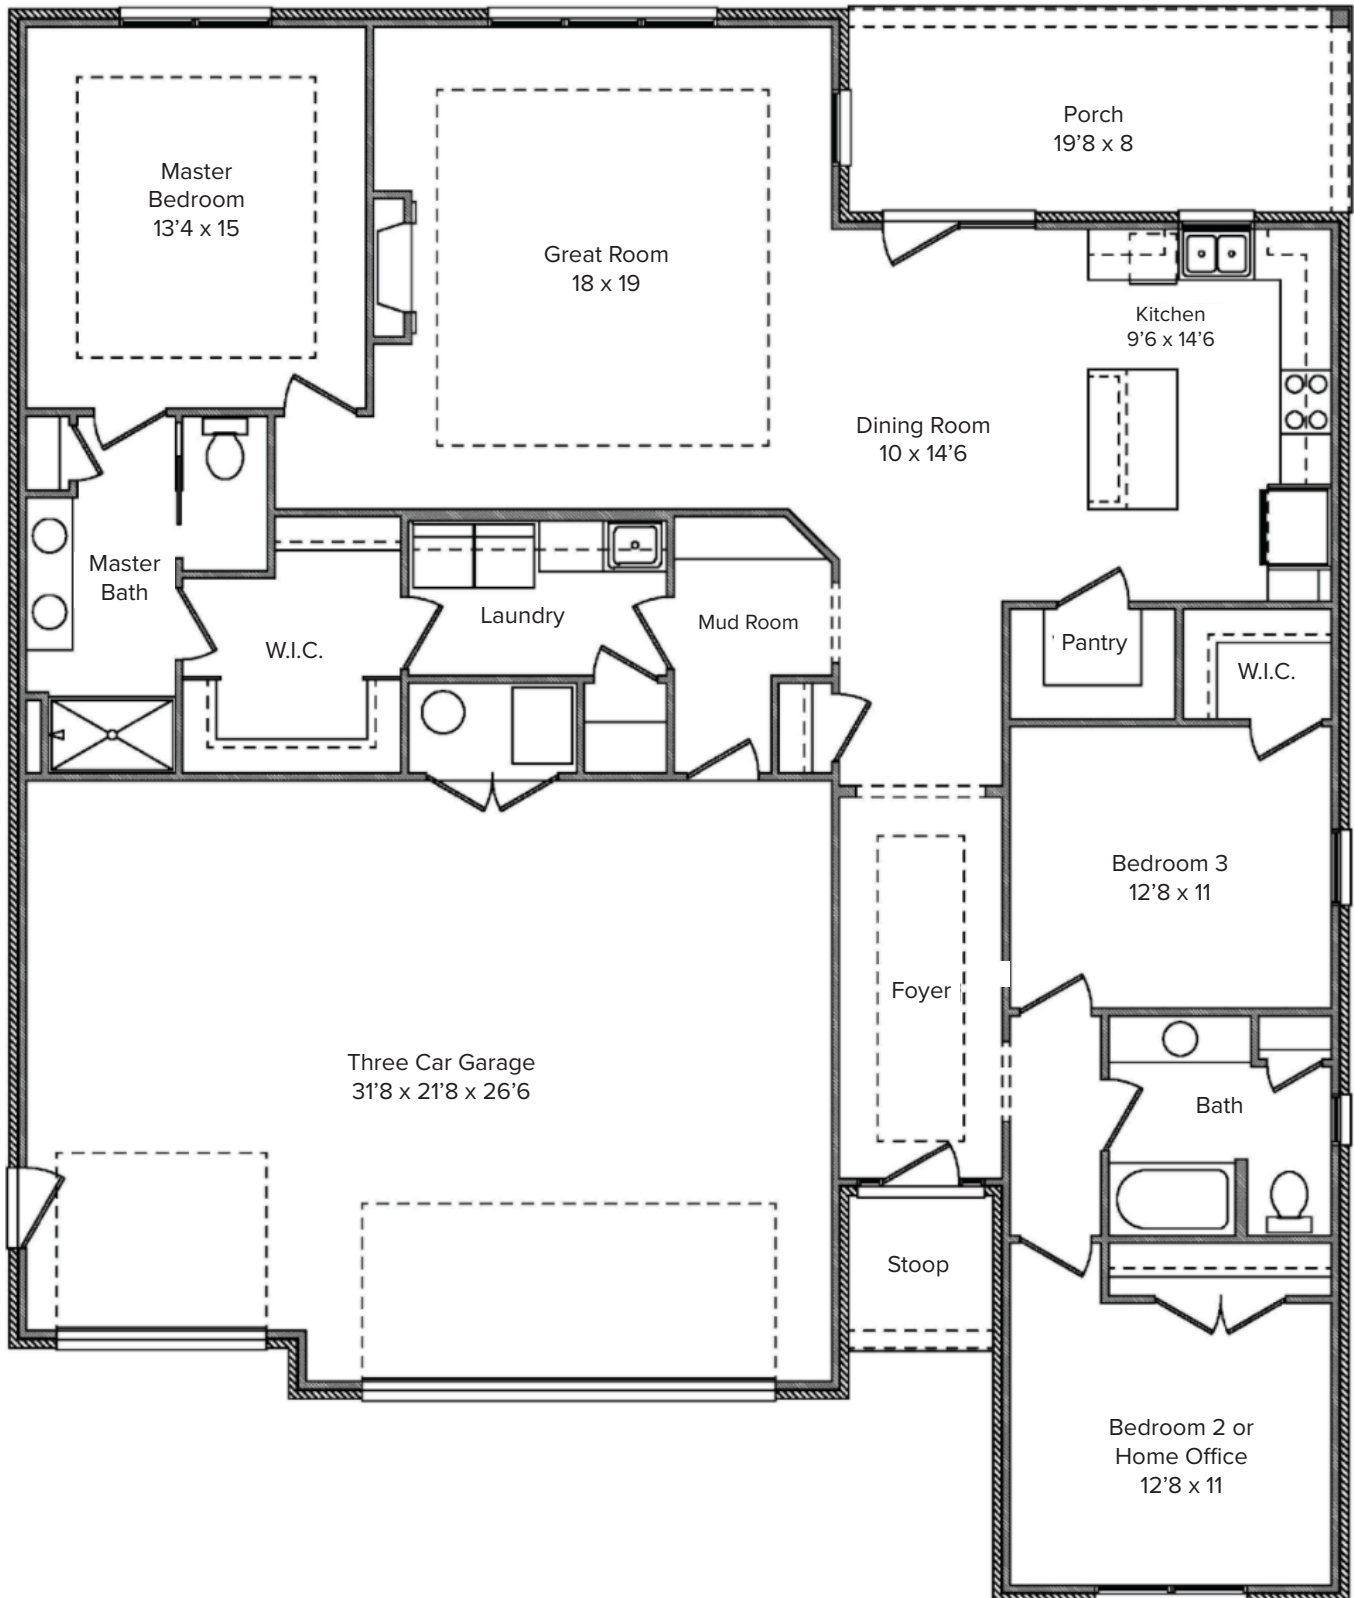 Porch
19’8 x 8
Master
Bedroom
13’4 x 15
Great Room
18 x 19
Kitchen
9’6 x 14’6
Dining Room
10 x 14’6
Master
Bath
Laundry
Mud Room
W.I.C.
Pantry
W.I.C.
Bedroom 3
12’8 x 11
Foyer
Three Car Garage
31’8 x 21’8 x 26’6
Bath
Stoop
Bedroom 2 or
Home Office
12’8 x 11